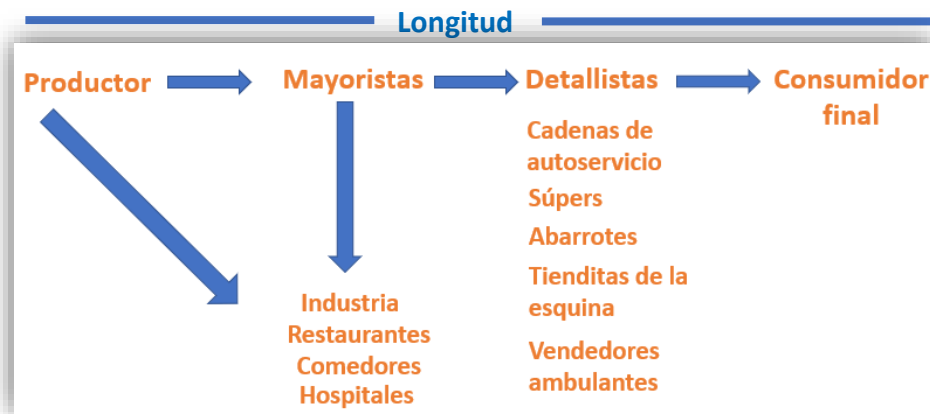 Longitud
Productor
Mayoristas
Detallistas
Consumidor
final
Cadenas de
autoservicio
Súpers
Abarrotes
Tienditas de la
esquina
Vendedores
ambulantes
Industria
Restaurantes
Comedores
Hospitales